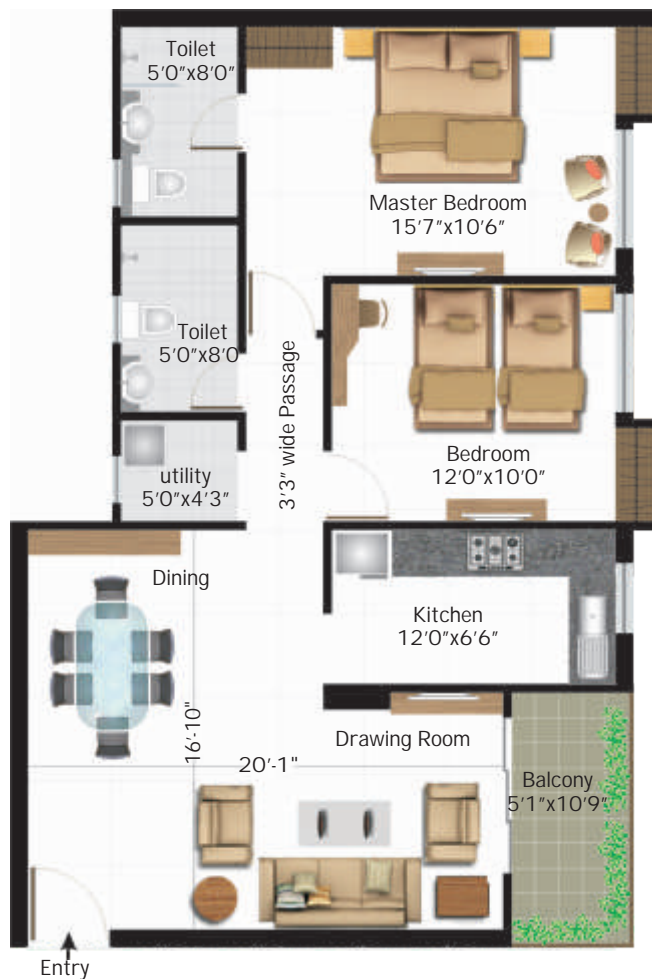 Toilet
5'0"x8'0"
Master Bedroom
15'7"x10'6"
Toilet
5'0"x8'0
3'3" wide Passage
Bedroom
12'0"x10'0"
utility
5'0"x4'3"
Dining
Kitchen
12'0"x6'6"
16'-10"
Drawing Room
20'-1"
Balcony
5'1"x10'9"
Entry